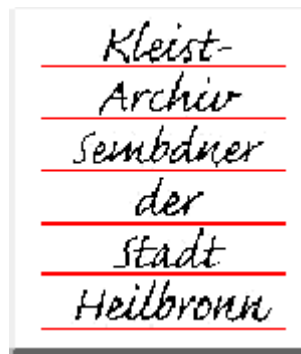 Kleist-
Archiv
Sembdner
der
Stadt
Heilbronn